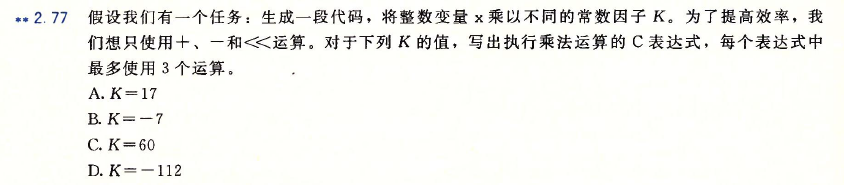 ** 2.77 假设我们有一个任务：生成一段代码，将整数变量 x 乘以不同的常数因子 K。为了提高效率，我
们想只使用＋、－和<<运算。对于下列 K 的值，写出执行乘法运算的 C 表达式，每个表达式中
最多使用 3 个运算。
A. K=17
B. K=-7
C. K=60
D. K=-112